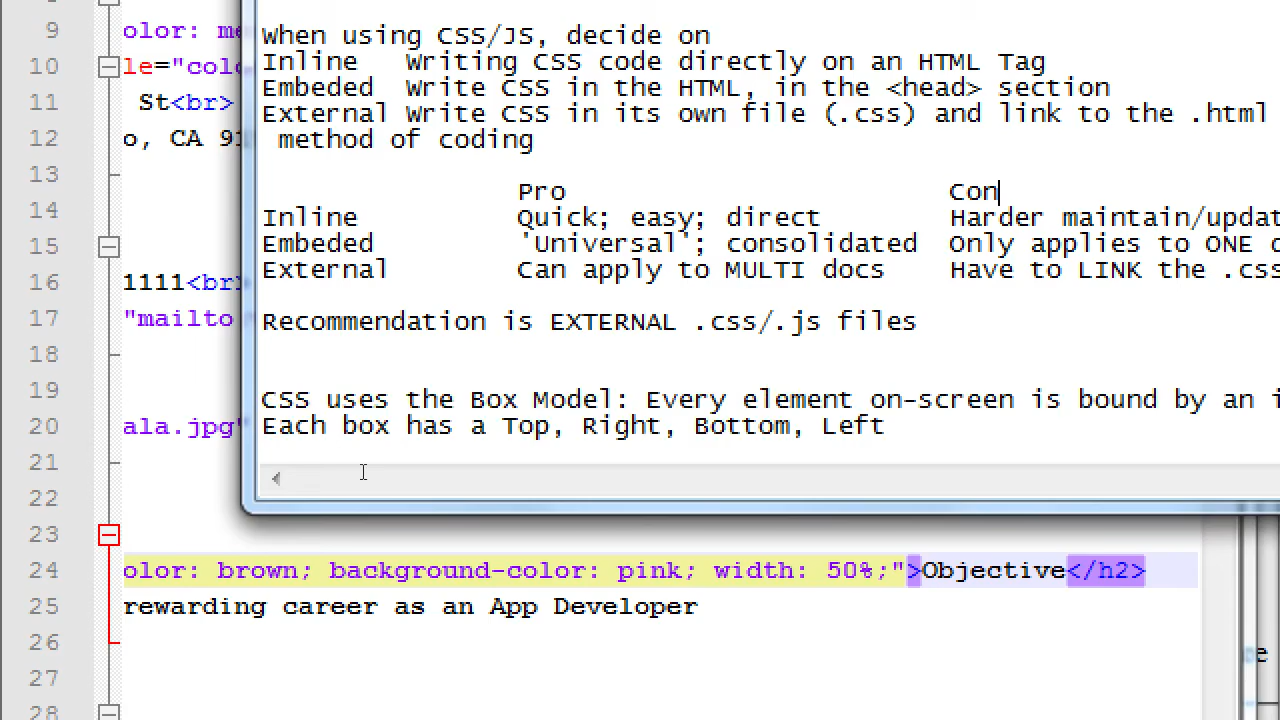 When using CSS/JS, decide on
Inline Writing CSS code directly on an HTML Tag
Embeded Write CSS in the HTML, in the <head> section
External Write CSS in its own file (.css) and link to the .html
method of coding
Pro Con
Inline Quick; easy; direct Harder maintain/updat
Embeded 'Universal'; consolidated Only applies to ONE
External Can apply to MULTI docs Have to LINK the .css
Recommendation is EXTERNAL .css/.js files
CSS uses the Box Model: Every element on-screen is bound by an i
Each box has a Top, Right, Bottom, Left
9 olor: me
10 le="colo
11 St<br>
12 o, CA 91
13
14
15
16 1111<br>
17 "mailto
18
19
20 ala.jpg"
21
22
23
24 olor: brown; background-color: pink; width: 50%;">Objective</h2>
25 rewarding career as an App Developer
26
27
28